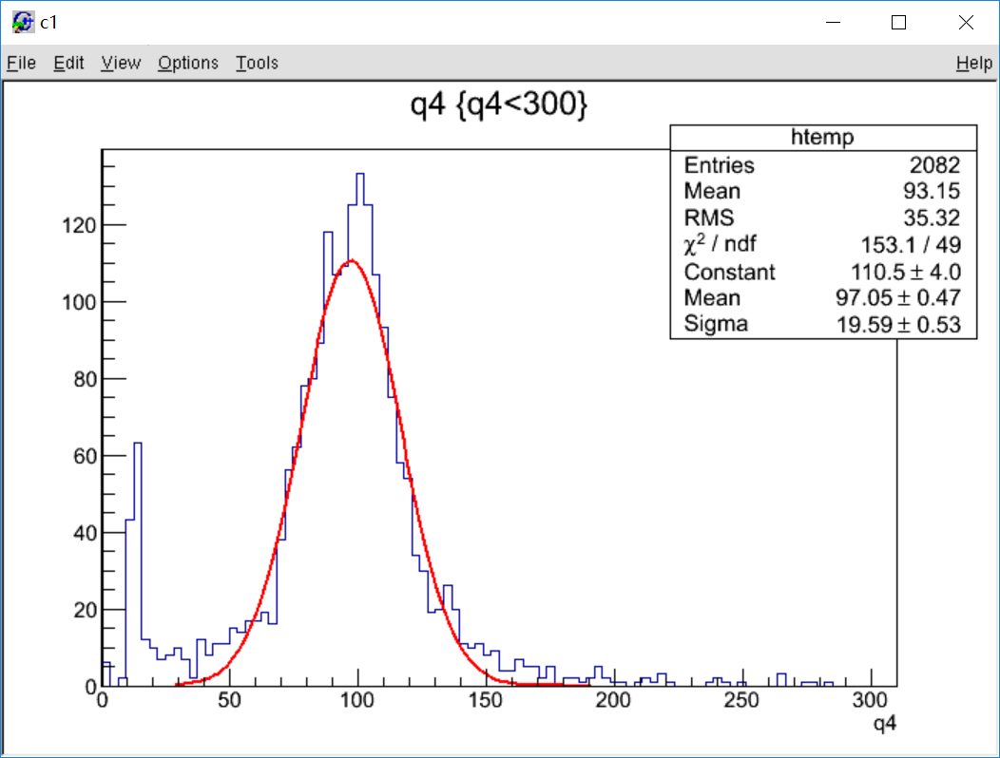 c1
File Edit View Options Tools Help
q4 {q4<300}
htemp
Entries 2082
Mean 93.15
RMS 35.32
χ² / ndf 153.1 / 49
Constant 110.5 ± 4.0
Mean 97.05 ± 0.47
Sigma 19.59 ± 0.53
120
100
80
60
40
20
0
0 50 100 150 200 250 300
q4